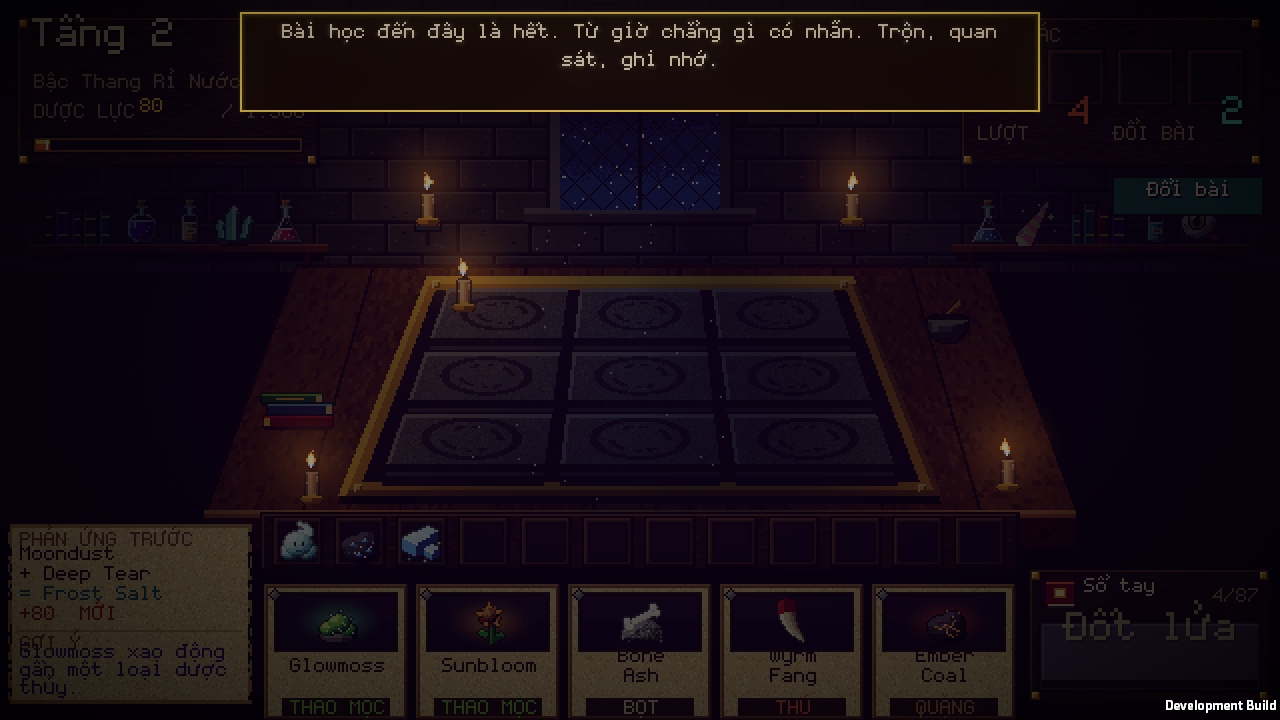 Bài học đến đây là hết. Từ giờ chẳng gì có nhãn. Trộn, quan
sát, ghi nhớ.
Tầng 2
Bậc Thang Rỉ Nước
DƯỢC LỰC 80 / 1.500
4
2
LƯỢT
ĐỔI BÀI
Đổi bài
PHẢN ỨNG TRƯỚC
Moondust
+ Deep Tear
= Frost Salt
+80 MỚI
GỢI Ý
Glowmoss xao động
gần một loại dược
thủy.
Glowmoss
THẢO MỘC
Sunbloom
THẢO MỘC
Bone
Ash
BỘT
Wyrm
Fang
THÚ
Ember
Coal
QUẶNG
Sổ tay
4/87
Đốt lửa
Development Build